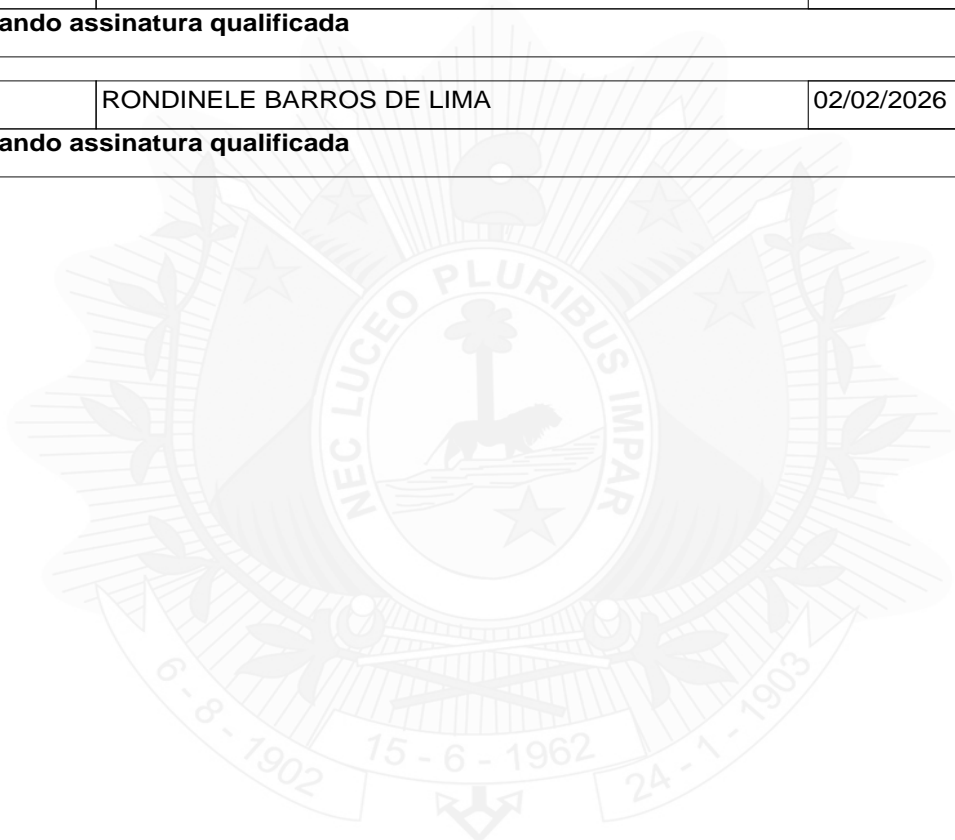 ando assinatura qualificada
RONDINELE BARROS DE LIMA 02/02/2026
ando assinatura qualificada
NEC LUCEO PLURIBUS IMPAR
6 - 8 - 1902 15 - 6 - 1962 24 - 1 - 1903